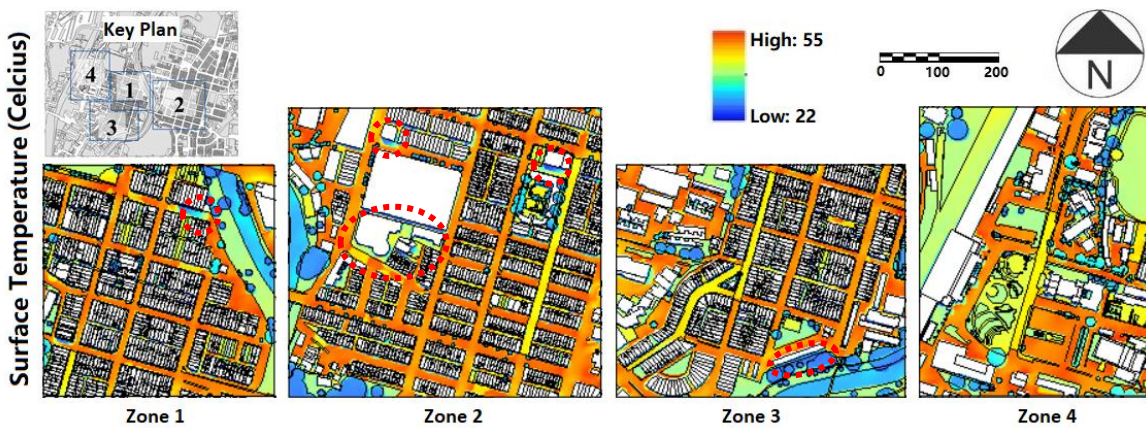 Surface Temperature (Celcius)
Key Plan
4
1
2
3
High: 55
Low: 22
0 100 200
N
Zone 1
Zone 2
Zone 3
Zone 4